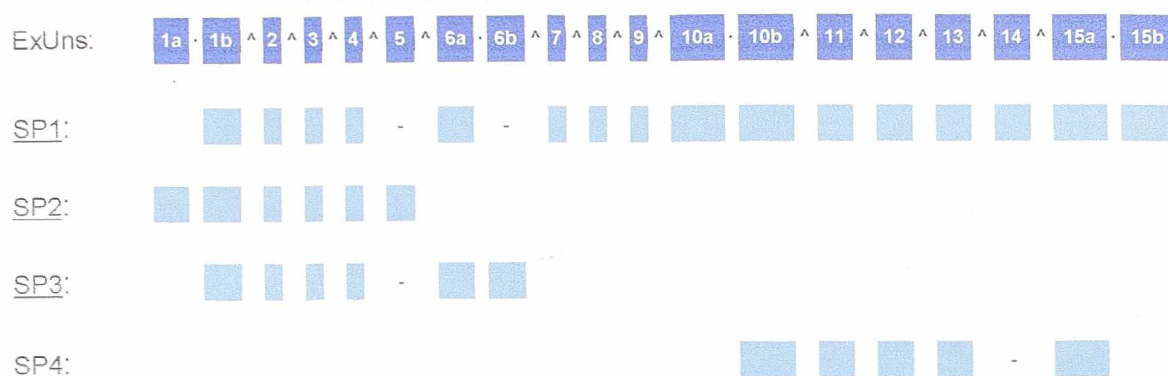 ExUns: 1a · 1b ^ 2 ^ 3 ^ 4 ^ 5 ^ 6a · 6b ^ 7 ^ 8 ^ 9 ^ 10a · 10b ^ 11 ^ 12 ^ 13 ^ 14 ^ 15a · 15b
SP1: - -
SP2:
SP3: -
SP4: -